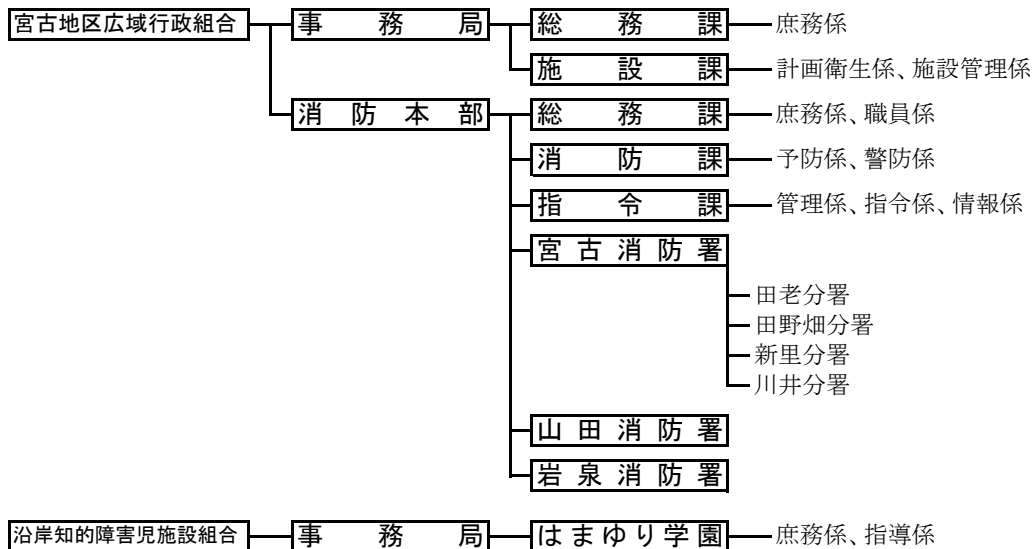 宮古地区広域行政組合 事務局 総務課 庶務係
施設課 計画衛生係、施設管理係
消防本部 総務課 庶務係、職員係
消防課 予防係、警防係
指令課 管理係、指令係、情報係
宮古消防署
田老分署
田野畑分署
新里分署
川井分署
山田消防署
岩泉消防署
沿岸知的障害児施設組合 事務局 はまゆり学園 庶務係、指導係